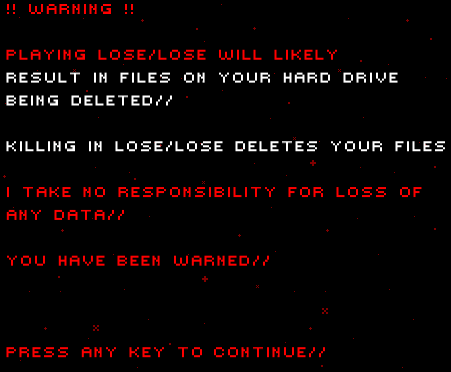 !! WARNING !!
PLAYING LOSE/LOSE WILL LIKELY
RESULT IN FILES ON YOUR HARD DRIVE
BEING DELETED//
KILLING IN LOSE/LOSE DELETES YOUR FILES
I TAKE NO RESPONSIBILITY FOR LOSS OF
ANY DATA//
YOU HAVE BEEN WARNED//
PRESS ANY KEY TO CONTINUE//